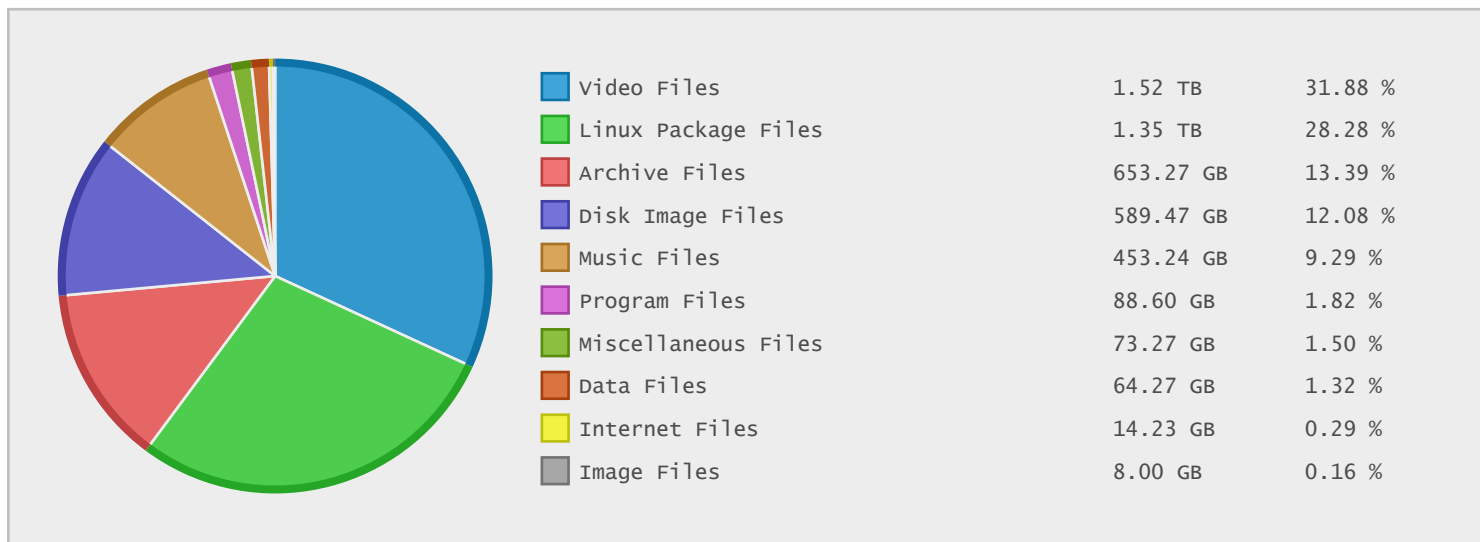 Video Files 1.52 TB 31.88 %
Linux Package Files 1.35 TB 28.28 %
Archive Files 653.27 GB 13.39 %
Disk Image Files 589.47 GB 12.08 %
Music Files 453.24 GB 9.29 %
Program Files 88.60 GB 1.82 %
Miscellaneous Files 73.27 GB 1.50 %
Data Files 64.27 GB 1.32 %
Internet Files 14.23 GB 0.29 %
Image Files 8.00 GB 0.16 %